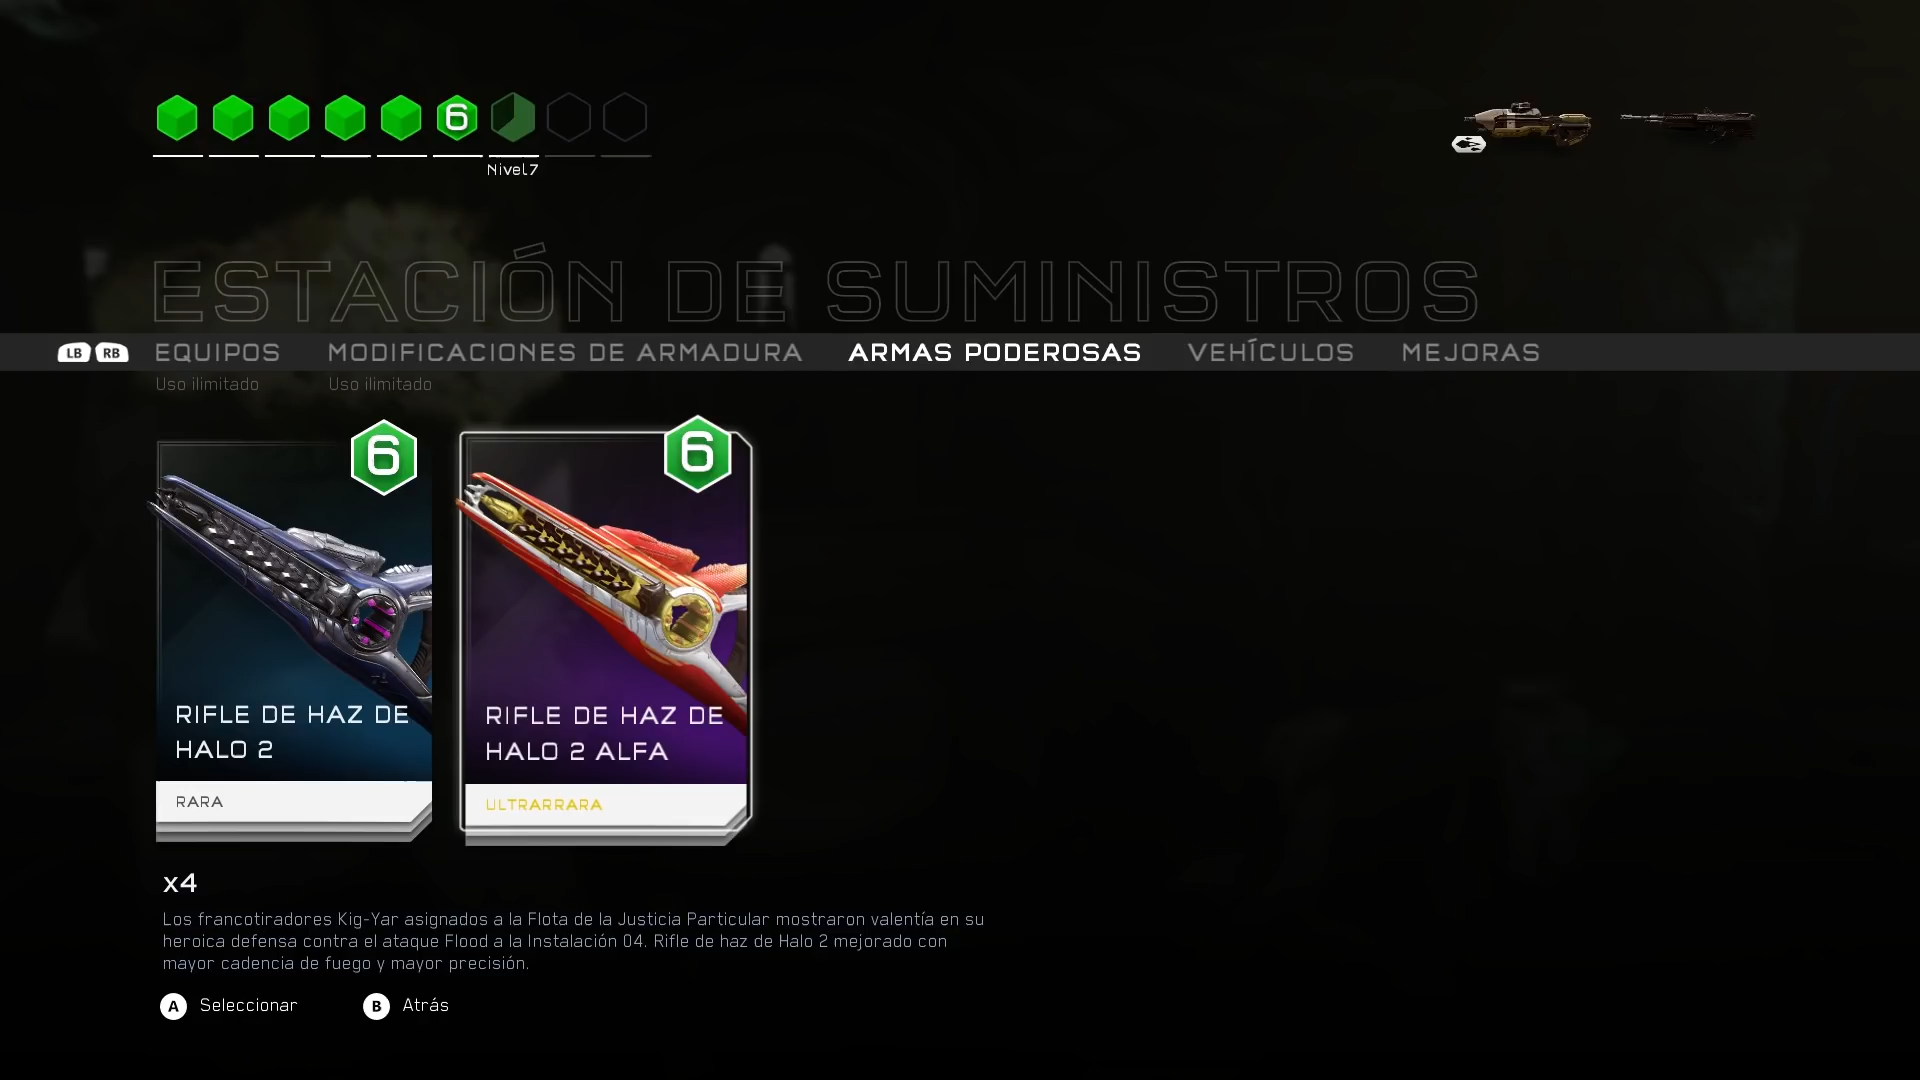 6
Nivel7
ESTACIÓN DE SUMINISTROS
LB RB EQUIPOS MODIFICACIONES DE ARMADURA ARMAS PODEROSAS VEHÍCULOS MEJORAS
Uso ilimitado Uso ilimitado
6
RIFLE DE HAZ DE
HALO 2
RARA
6
RIFLE DE HAZ DE
HALO 2 ALFA
ULTRARRARA
x4
Los francotiradores Kig-Yar asignados a la Flota de la Justicia Particular mostraron valentía en su
heroica defensa contra el ataque Flood a la Instalación 04. Rifle de haz de Halo 2 mejorado con
mayor cadencia de fuego y mayor precisión.
A Seleccionar B Atrás